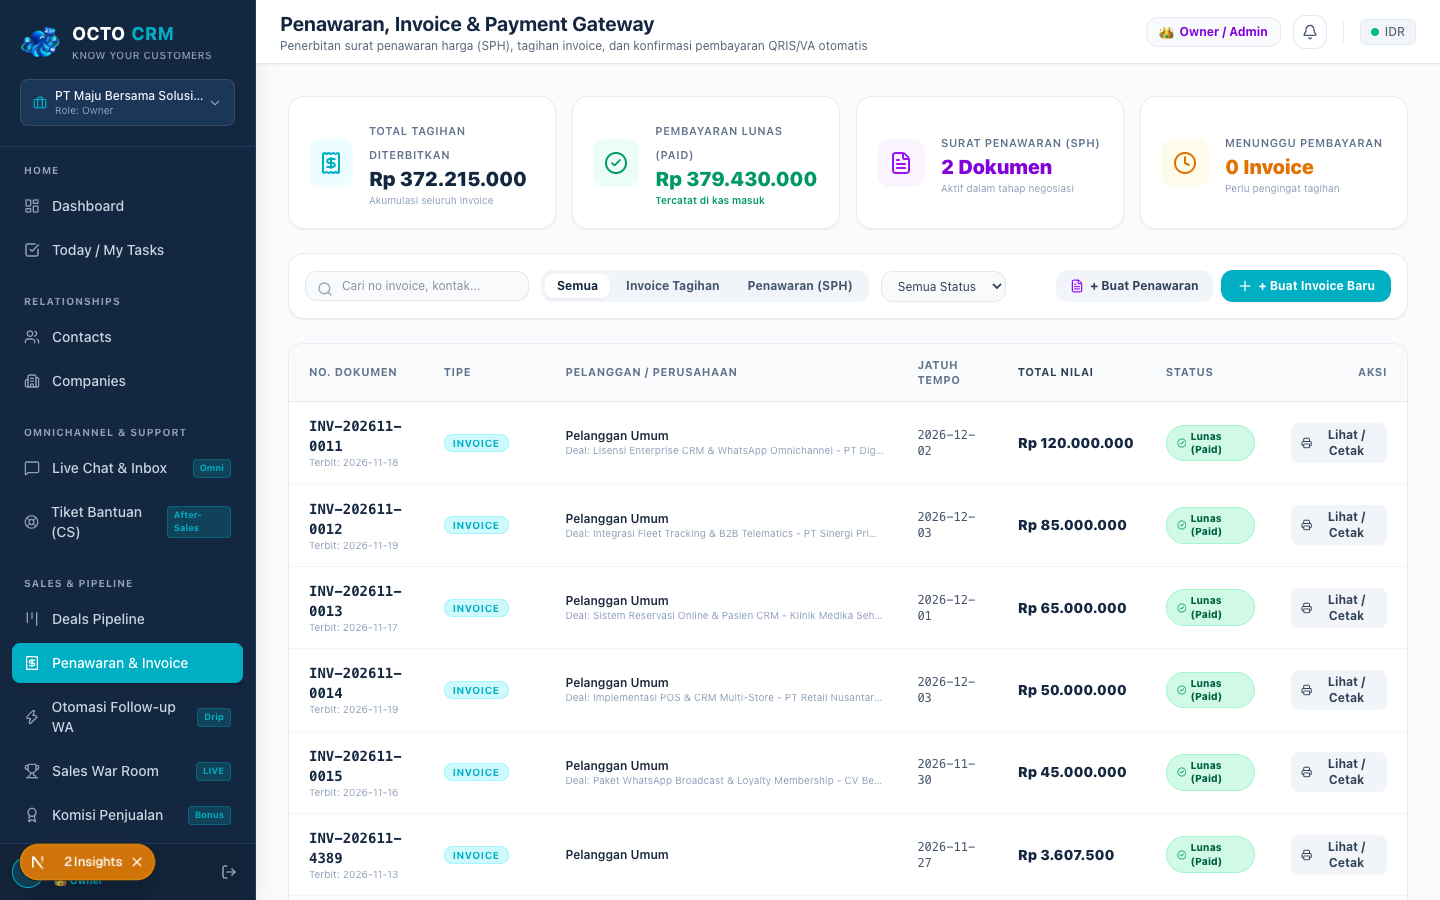 OCTO CRM
KNOW YOUR CUSTOMERS
PT Maju Bersama Solusi...
Role: Owner
HOME
Dashboard
Today / My Tasks
RELATIONSHIPS
Contacts
Companies
OMNICHANNEL & SUPPORT
Live Chat & Inbox
Omni
Tiket Bantuan
(CS)
After-
Sales
SALES & PIPELINE
Deals Pipeline
Penawaran & Invoice
Otomasi Follow-up
WA
Drip
Sales War Room
LIVE
Komisi Penjualan
Bonus
N
2 Insights
Owner
Penawaran, Invoice & Payment Gateway
Penerbitan surat penawaran harga (SPH), tagihan invoice, dan konfirmasi pembayaran QRIS/VA otomatis
Owner / Admin
IDR
TOTAL TAGIHAN
DITERBITKAN
Rp 372.215.000
Akumulasi seluruh invoice
PEMBAYARAN LUNAS
(PAID)
Rp 379.430.000
Tercatat di kas masuk
SURAT PENAWARAN (SPH)
2 Dokumen
Aktif dalam tahap negosiasi
MENUNGGU PEMBAYARAN
0 Invoice
Perlu pengingat tagihan
Cari no invoice, kontak...
Semua
Invoice Tagihan
Penawaran (SPH)
Semua Status
+ Buat Penawaran
+ Buat Invoice Baru
NO. DOKUMEN
TIPE
PELANGGAN / PERUSAHAAN
JATUH
TEMPO
TOTAL NILAI
STATUS
AKSI
INV-202611-
0011
Terbit: 2026-11-18
INVOICE
Pelanggan Umum
Deal: Lisensi Enterprise CRM & WhatsApp Omnichannel - PT Dig...
2026-12-
02
Rp 120.000.000
Lunas
(Paid)
Lihat /
Cetak
INV-202611-
0012
Terbit: 2026-11-19
INVOICE
Pelanggan Umum
Deal: Integrasi Fleet Tracking & B2B Telematics - PT Sinergi Pri...
2026-12-
03
Rp 85.000.000
Lunas
(Paid)
Lihat /
Cetak
INV-202611-
0013
Terbit: 2026-11-17
INVOICE
Pelanggan Umum
Deal: Sistem Reservasi Online & Pasien CRM - Klinik Medika Seh...
2026-12-
01
Rp 65.000.000
Lunas
(Paid)
Lihat /
Cetak
INV-202611-
0014
Terbit: 2026-11-19
INVOICE
Pelanggan Umum
Deal: Implementasi POS & CRM Multi-Store - PT Retail Nusantar...
2026-12-
03
Rp 50.000.000
Lunas
(Paid)
Lihat /
Cetak
INV-202611-
0015
Terbit: 2026-11-16
INVOICE
Pelanggan Umum
Deal: Paket WhatsApp Broadcast & Loyalty Membership - CV Be...
2026-11-
30
Rp 45.000.000
Lunas
(Paid)
Lihat /
Cetak
INV-202611-
4389
Terbit: 2026-11-13
INVOICE
Pelanggan Umum
2026-11-
27
Rp 3.607.500
Lunas
(Paid)
Lihat /
Cetak